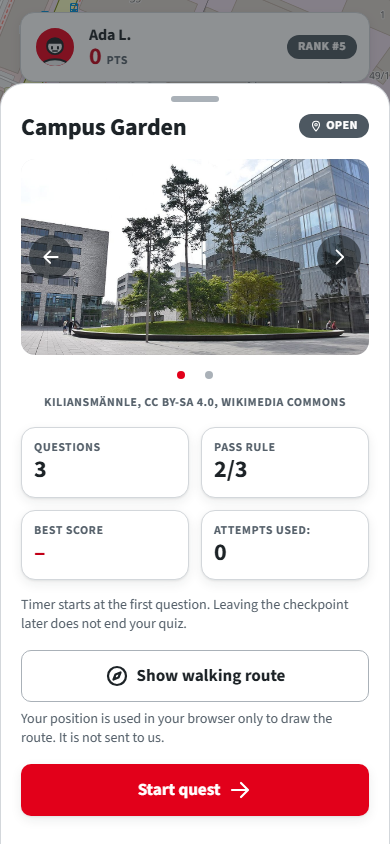 Ada L.
0 PTS
RANK #5
49/1
Campus Garden
OPEN
KILIANSMÄNNLE, CC BY-SA 4.0, WIKIMEDIA COMMONS
QUESTIONS
3
PASS RULE
2/3
BEST SCORE
–
ATTEMPTS USED:
0
Timer starts at the first question. Leaving the checkpoint
later does not end your quiz.
Show walking route
Your position is used in your browser only to draw the
route. It is not sent to us.
Start quest